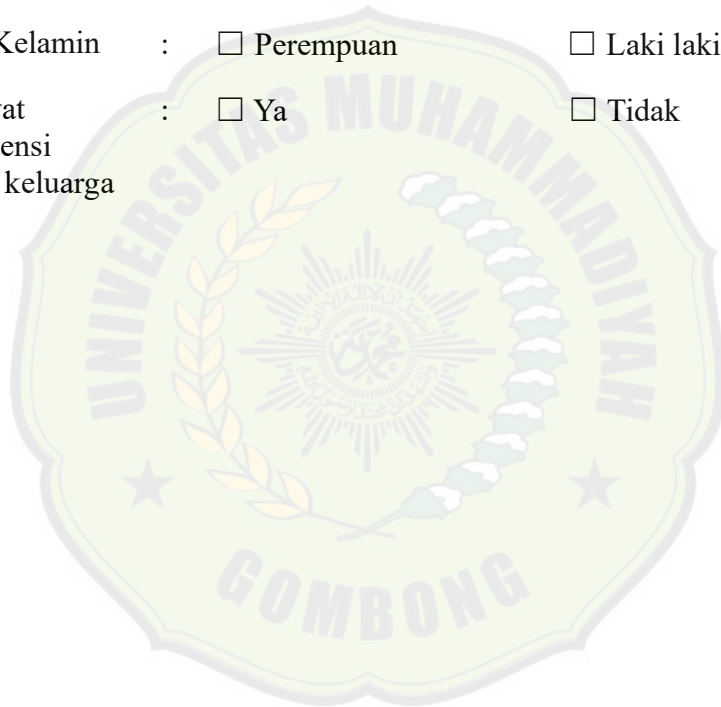 Kelamin : ☐ Perempuan ☐ Laki laki
at : ☐ Ya ☐ Tidak
ensi
keluarga
UNIVERSITAS MUHAMMADIYAH
GOMBONG